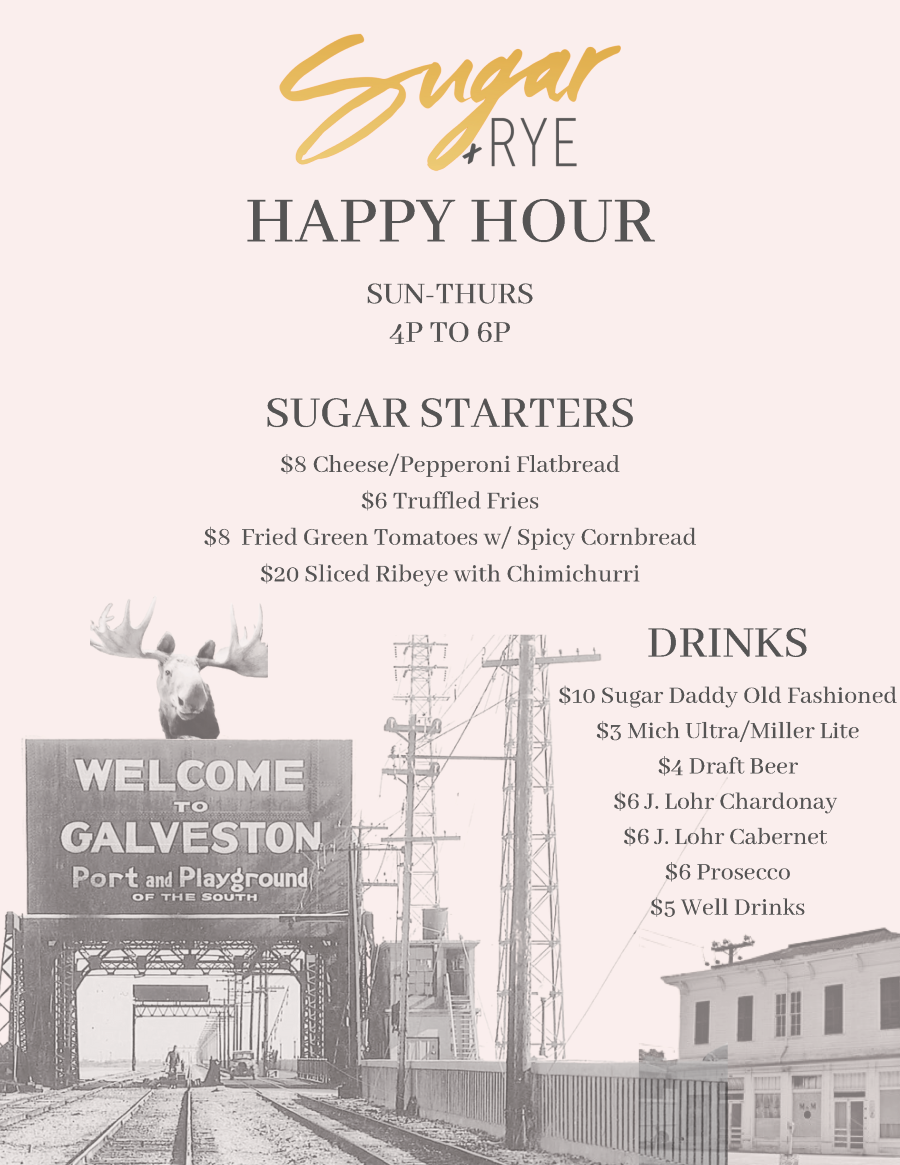 Sugar
+RYE
HAPPY HOUR
SUN-THURS
4P TO 6P
SUGAR STARTERS
$8 Cheese/Pepperoni Flatbread
$6 Truffled Fries
$8 Fried Green Tomatoes w/ Spicy Cornbread
$20 Sliced Ribeye with Chimichurri
DRINKS
$10 Sugar Daddy Old Fashioned
$3 Mich Ultra/Miller Lite
$4 Draft Beer
$6 J. Lohr Chardonay
$6 J. Lohr Cabernet
$6 Prosecco
$5 Well Drinks
WELCOME
TO
GALVESTON
Port and Playground
OF THE SOUTH